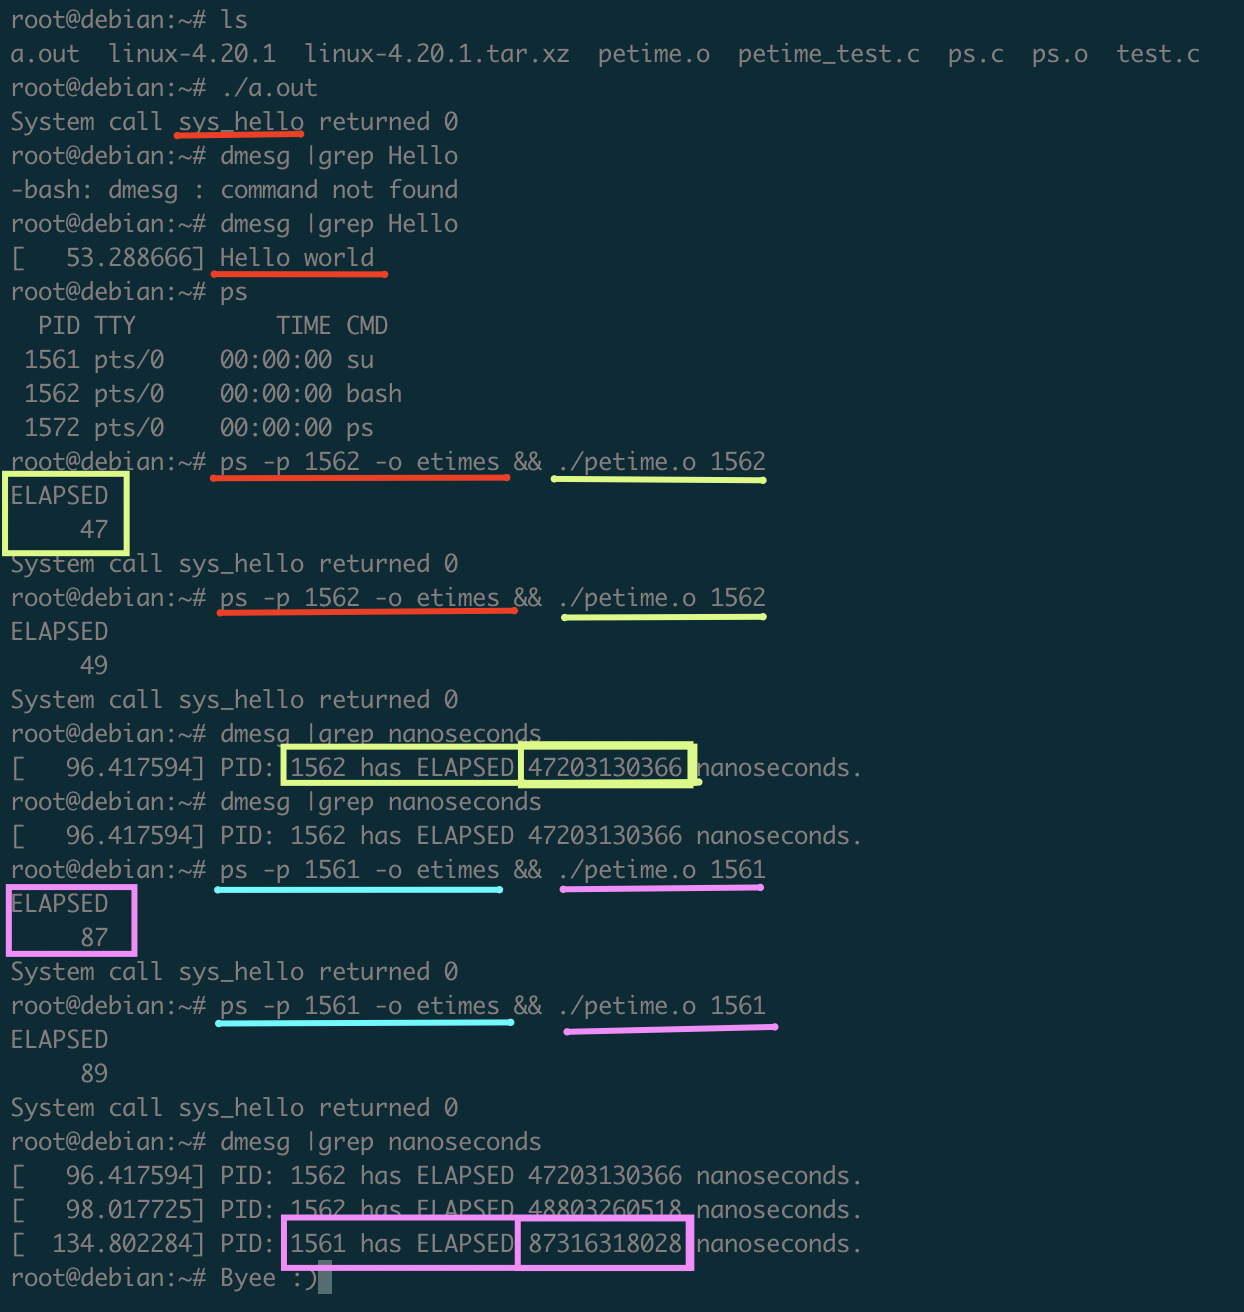 root@debian:~# ls
a.out  linux-4.20.1  linux-4.20.1.tar.xz  petime.o  petime_test.c  ps.c  ps.o  test.c
root@debian:~# ./a.out
System call sys_hello returned 0
root@debian:~# dmesg |grep Hello
-bash: dmesg : command not found
root@debian:~# dmesg |grep Hello
[   53.288666] Hello world
root@debian:~# ps
  PID TTY          TIME CMD
 1561 pts/0    00:00:00 su
 1562 pts/0    00:00:00 bash
 1572 pts/0    00:00:00 ps
root@debian:~# ps -p 1562 -o etimes && ./petime.o 1562
ELAPSED
     47
System call sys_hello returned 0
root@debian:~# ps -p 1562 -o etimes && ./petime.o 1562
ELAPSED
     49
System call sys_hello returned 0
root@debian:~# dmesg |grep nanoseconds
[   96.417594] PID: 1562 has ELAPSED 47203130366 nanoseconds.
root@debian:~# dmesg |grep nanoseconds
[   96.417594] PID: 1562 has ELAPSED 47203130366 nanoseconds.
root@debian:~# ps -p 1561 -o etimes && ./petime.o 1561
ELAPSED
     87
System call sys_hello returned 0
root@debian:~# ps -p 1561 -o etimes && ./petime.o 1561
ELAPSED
     89
System call sys_hello returned 0
root@debian:~# dmesg |grep nanoseconds
[   96.417594] PID: 1562 has ELAPSED 47203130366 nanoseconds.
[   98.017725] PID: 1562 has ELAPSED 48803260518 nanoseconds.
[  134.802284] PID: 1561 has ELAPSED 87316318028 nanoseconds.
root@debian:~# Byee :)